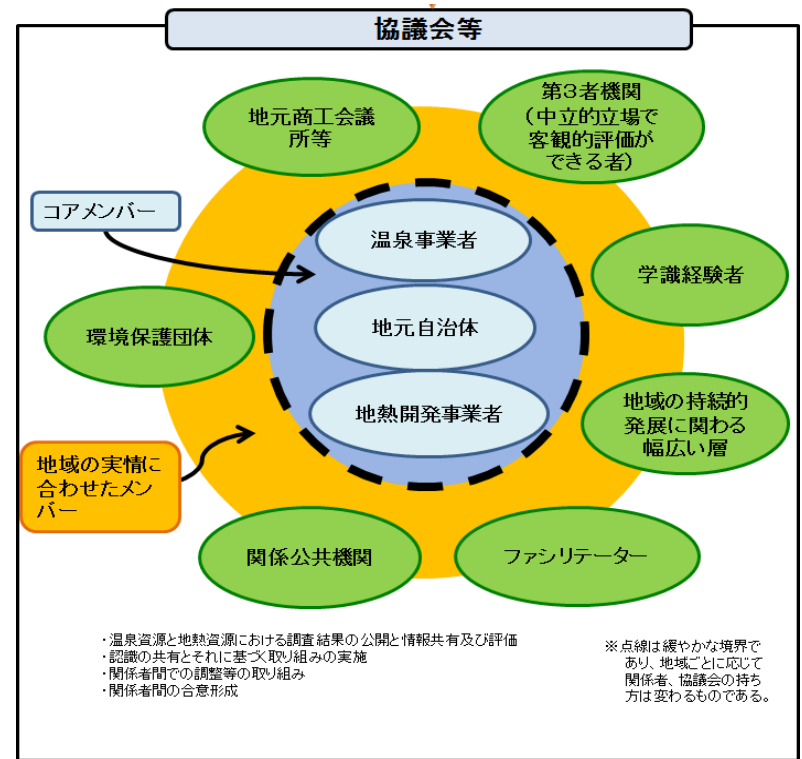 協議会等
地元商工会議
所等
第3者機関
(中立的立場で
客観的評価が
できる者)
コアメンバー
温泉事業者
学識経験者
地元自治体
環境保護団体
地熱開発事業者
地域の持続的
発展に関わる
幅広い層
地域の実情に
合わせたメン
バー
関係公共機関
ファシリテーター
・温泉資源と地熱資源における調査結果の公開と情報共有及び評価
・認識の共有とそれに基づく取り組みの実施
・関係者間での調整等の取り組み
・関係者間の合意形成
※点線は緩やかな境界で
あり、地域ごとに応じて
関係者、協議会の持ち
方は変わるものである。